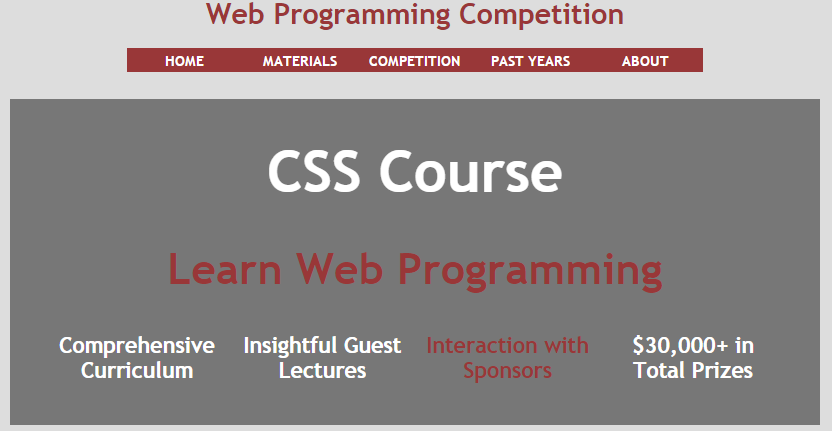 Web Programming Competition
HOME MATERIALS COMPETITION PAST YEARS ABOUT
CSS Course
Learn Web Programming
Comprehensive
Curriculum
Insightful Guest
Lectures
Interaction with
Sponsors
$30,000+ in
Total Prizes